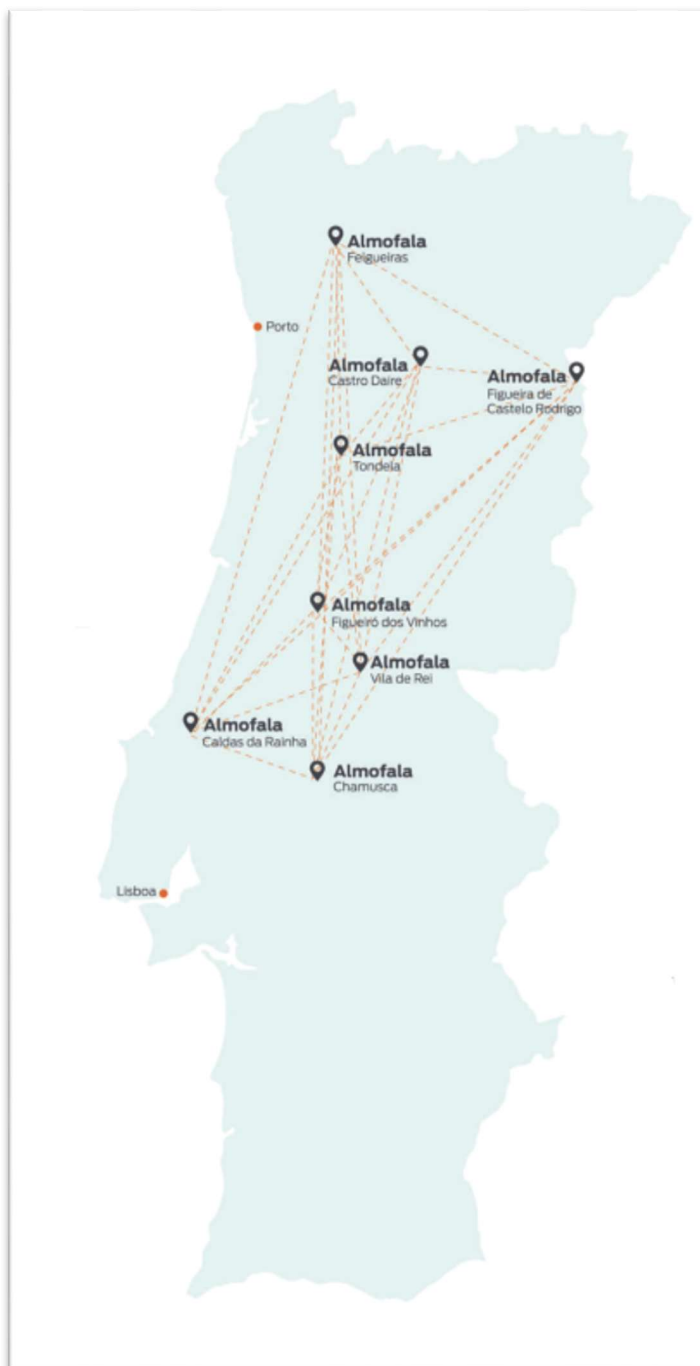 Almofala
Felgueiras
Porto
Almofala
Castro Daire
Almofala
Figueira de
Castelo Rodrigo
Almofala
Tondela
Almofala
Figueiró dos Vinhos
Almofala
Vila de Rei
Almofala
Caldas da Rainha
Almofala
Chamusca
Lisboa